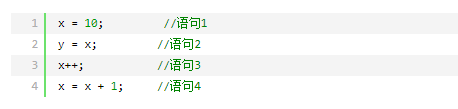 1 x = 10; //语句1
2 y = x; //语句2
3 x++; //语句3
4 x = x + 1; //语句4